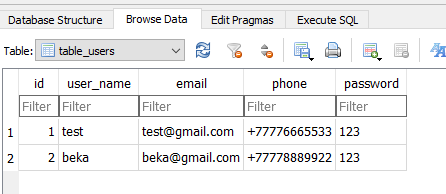 Database Structure Browse Data Edit Pragmas Execute SQL
Table: table_users
id user_name email phone password
Filter Filter Filter Filter Filter
1 1 test test@gmail.com +77776665533 123
2 2 beka beka@gmail.com +77778889922 123